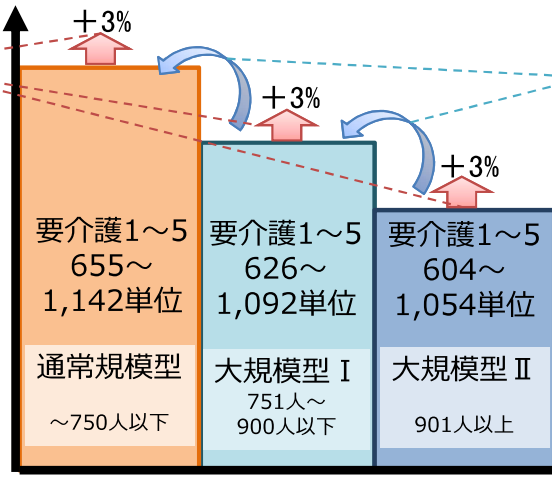 ＋3%
＋3%
＋3%
要介護1～5
655～
1,142単位
通常規模型
～750人以下
要介護1～5
626～
1,092単位
大規模型Ⅰ
751人～
900人以下
要介護1～5
604～
1,054単位
大規模型Ⅱ
901人以上